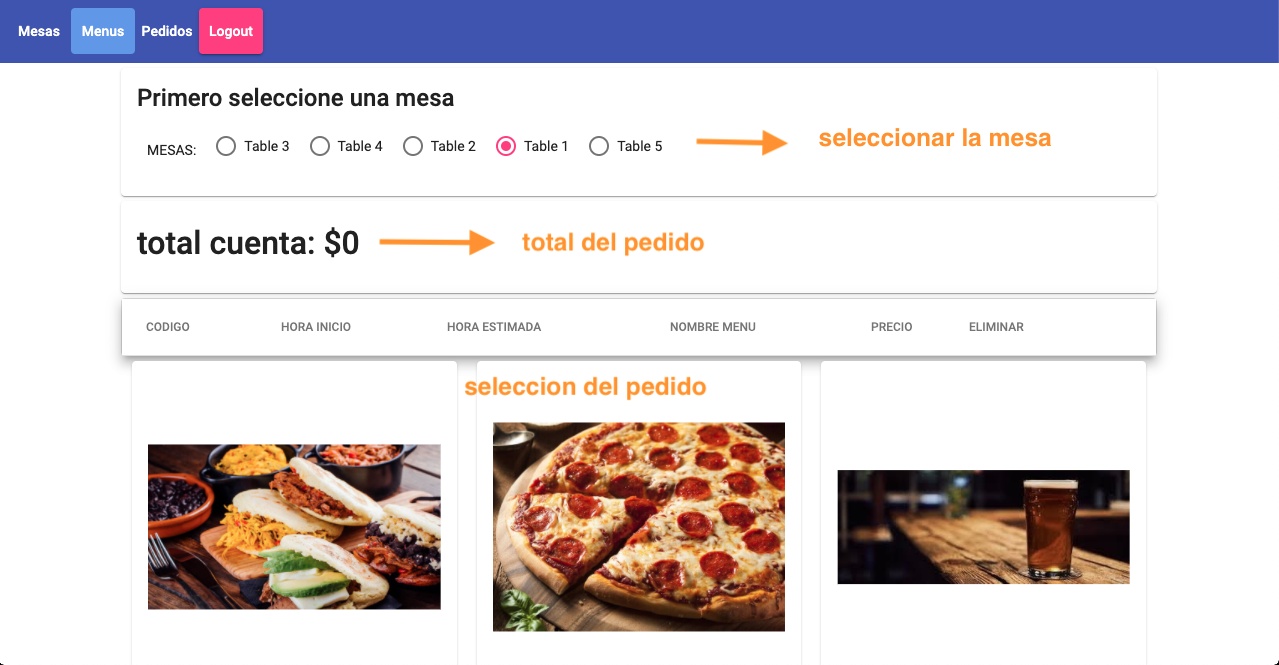 Mesas Menus Pedidos Logout
Primero seleccione una mesa
MESAS: Table 3 Table 4 Table 2 Table 1 Table 5 seleccionar la mesa
total cuenta: $0 total del pedido
CODIGO HORA INICIO HORA ESTIMADA NOMBRE MENU PRECIO ELIMINAR
seleccion del pedido